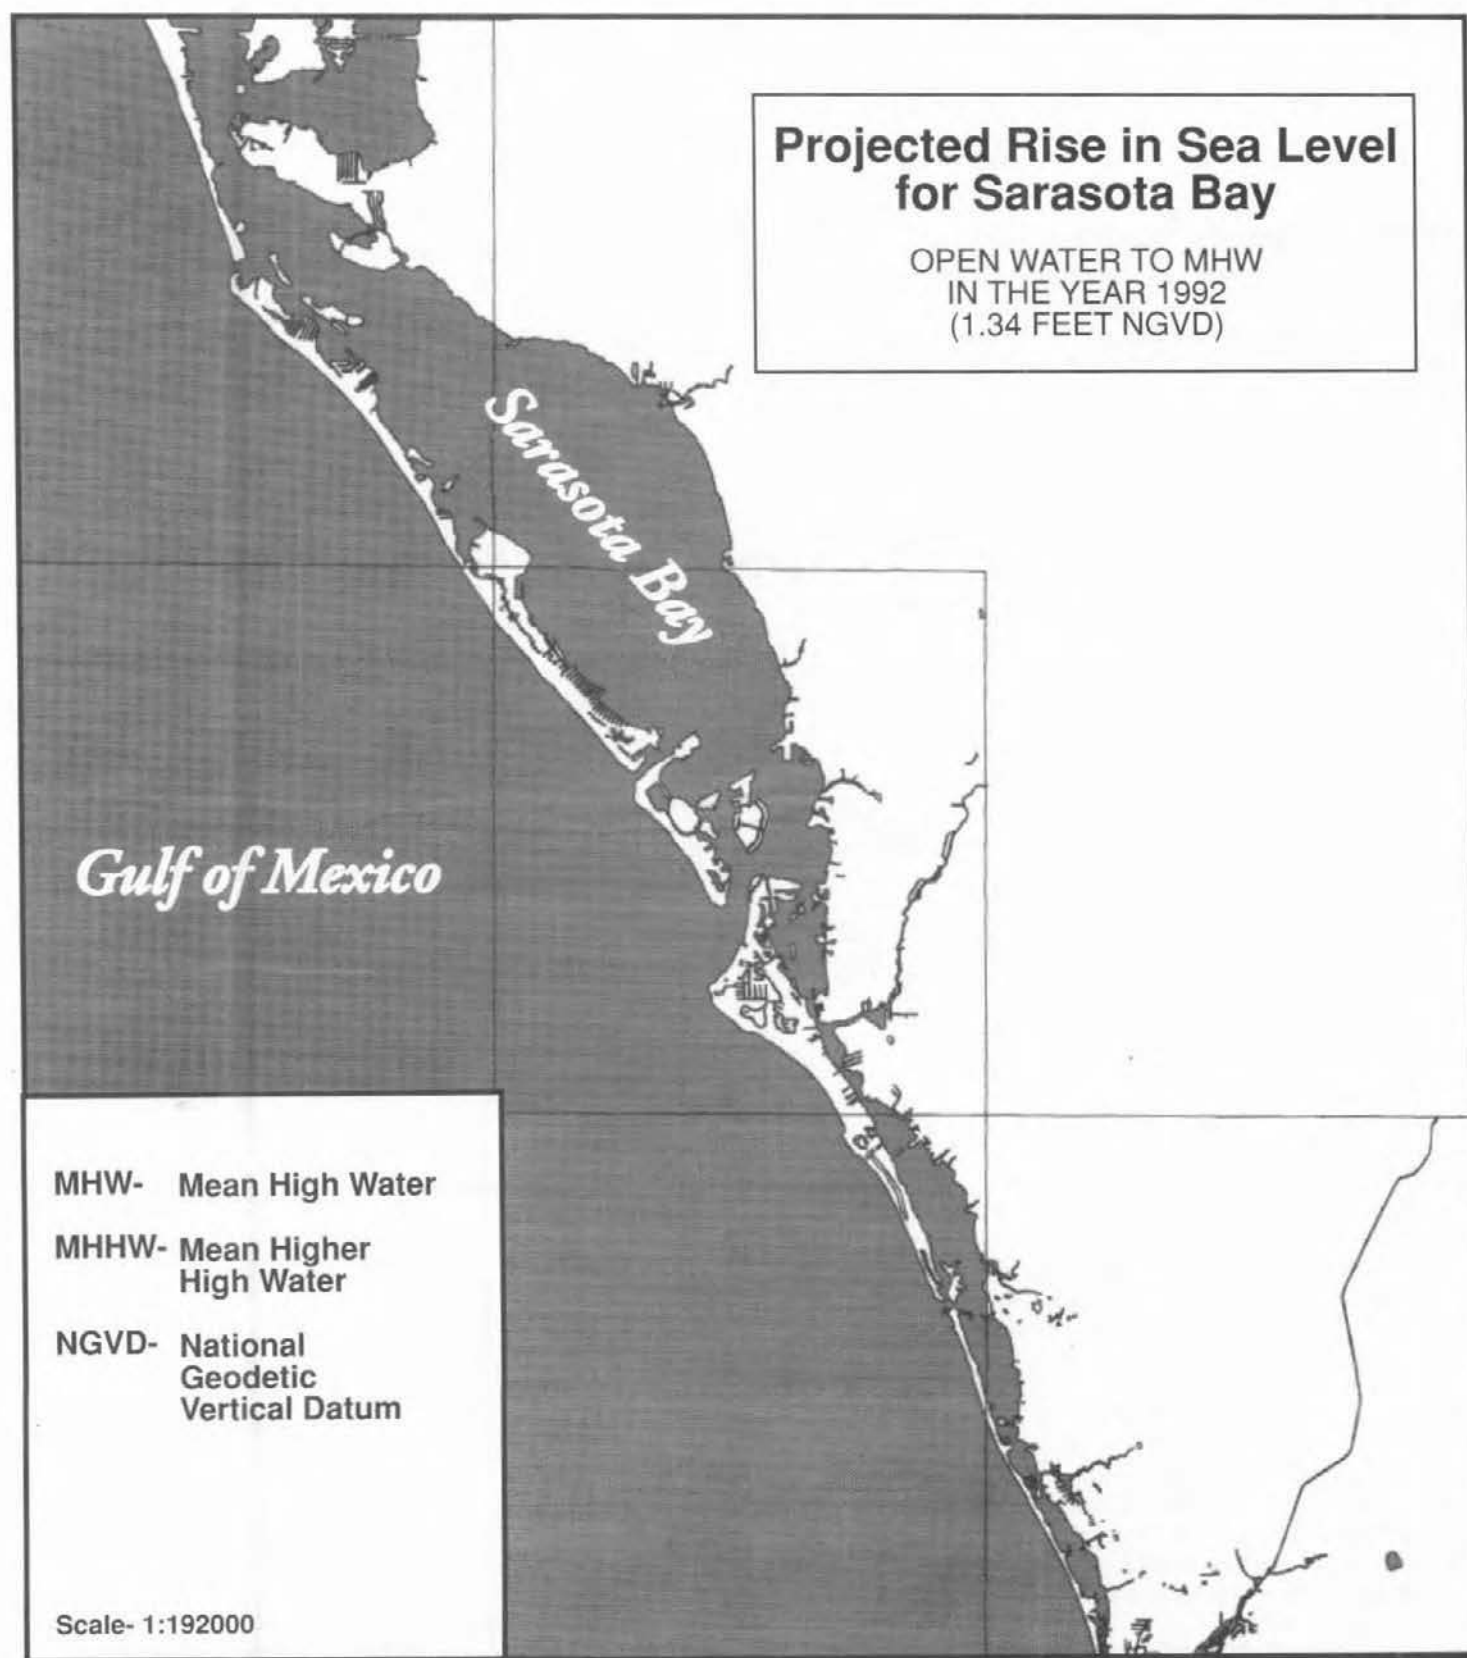 Projected Rise in Sea Level
for Sarasota Bay
OPEN WATER TO MHW
IN THE YEAR 1992
(1.34 FEET NGVD)
Sarasota Bay
Gulf of Mexico
MHW- Mean High Water
MHHW- Mean Higher
High Water
NGVD- National
Geodetic
Vertical Datum
Scale- 1:192000